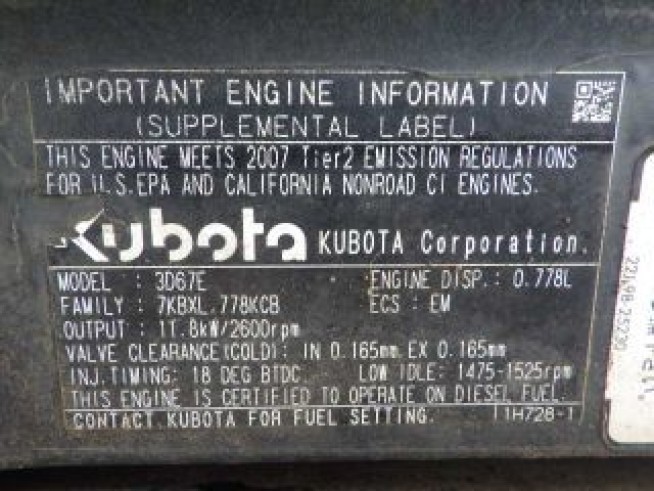 IMPORTANT ENGINE INFORMATION
(SUPPLEMENTAL LABEL)
THIS ENGINE MEETS 2007 Tier2 EMISSION REGULATIONS
FOR U.S.EPA AND CALIFORNIA NONROAD CI ENGINES.
Kubota KUBOTA Corporation.
MODEL : 3D67E ENGINE DISP.: 0.778L
FAMILY : 7KBXL.778KCB ECS : EM
OUTPUT : 11.8kW/2600rpm
VALVE CLEARANCE(COLD): IN 0.165mm EX 0.165mm
INJ.TIMING: 18 DEG BTDC. LOW IDLE: 1475-1525rpm
THIS ENGINE IS CERTIFIED TO OPERATE ON DIESEL FUEL.
CONTACT KUBOTA FOR FUEL SETTING. 1H728-1